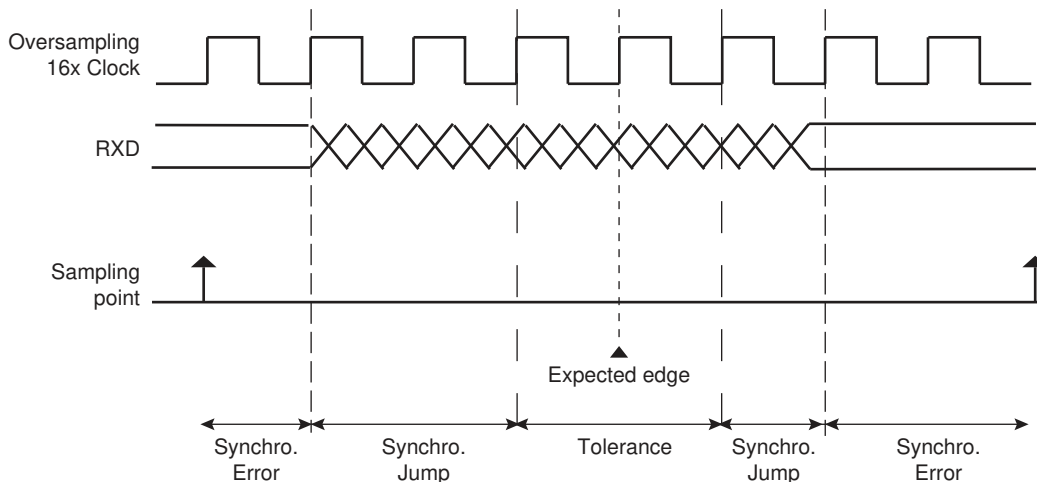 Oversampling
16x Clock
RXD
Sampling
point
Expected edge
Synchro.
Error
Synchro.
Jump
Tolerance
Synchro.
Jump
Synchro.
Error